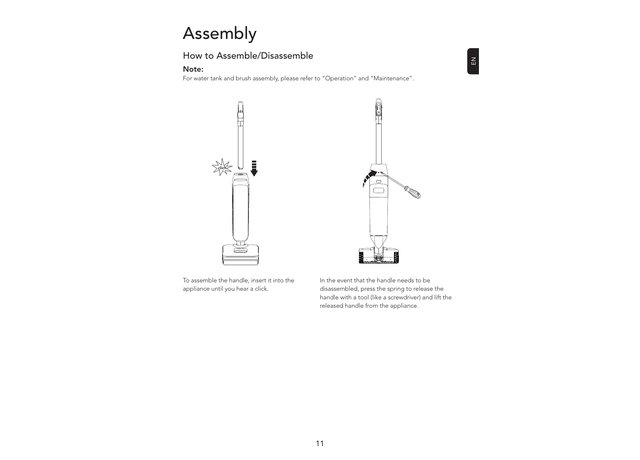 Assembly
How to Assemble/Disassemble
EN
Note:
For water tank and brush assembly, please refer to "Operation" and "Maintenance".
To assemble the handle, insert it into the
appliance until you hear a click.
In the event that the handle needs to be
disassembled, press the spring to release the
handle with a tool (like a screwdriver) and lift the
released handle from the appliance.
11